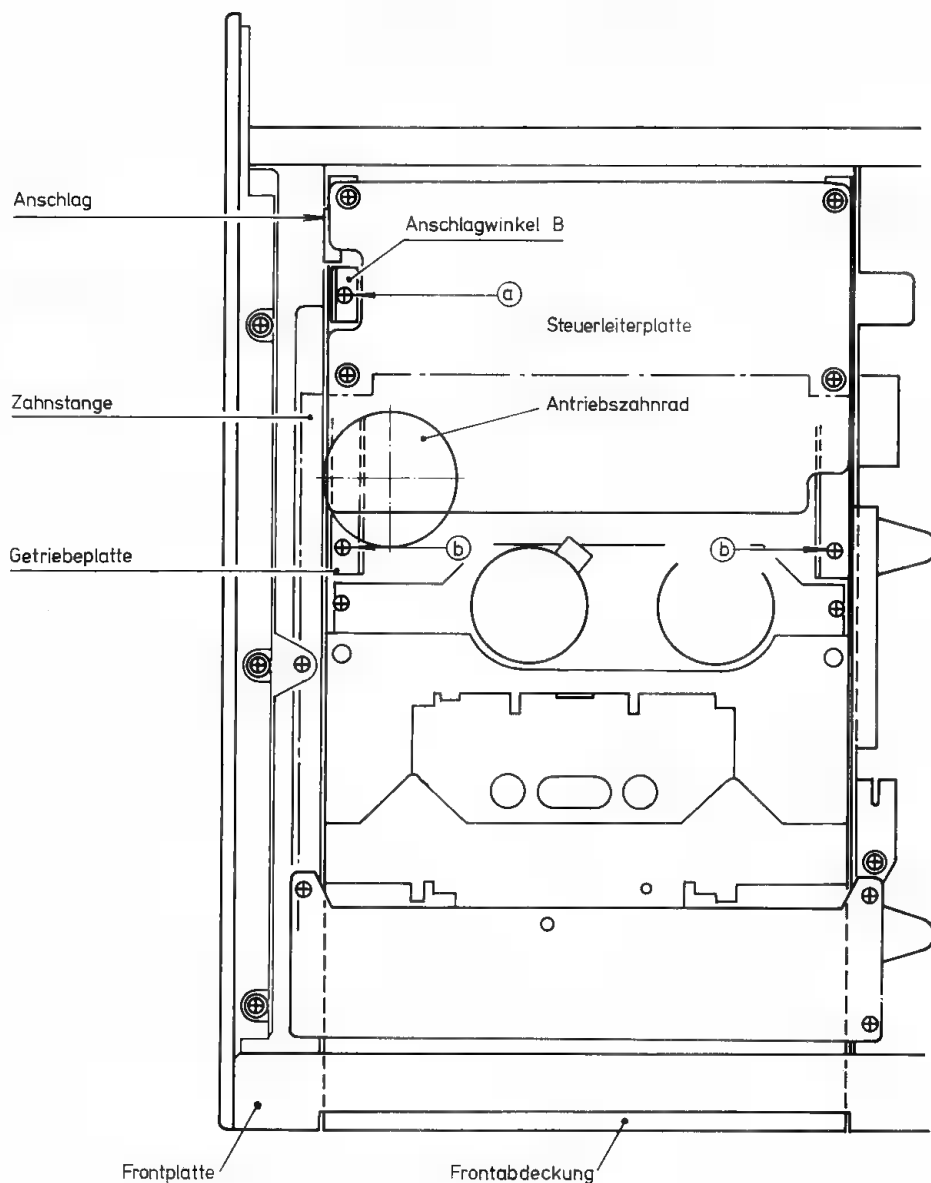 Anschlag
Anschlagwinkel B
a
Steuerleiterplatte
Zahnstange
Antriebszahnrad
Getriebeplatte
b
b
Frontplatte
Frontabdeckung